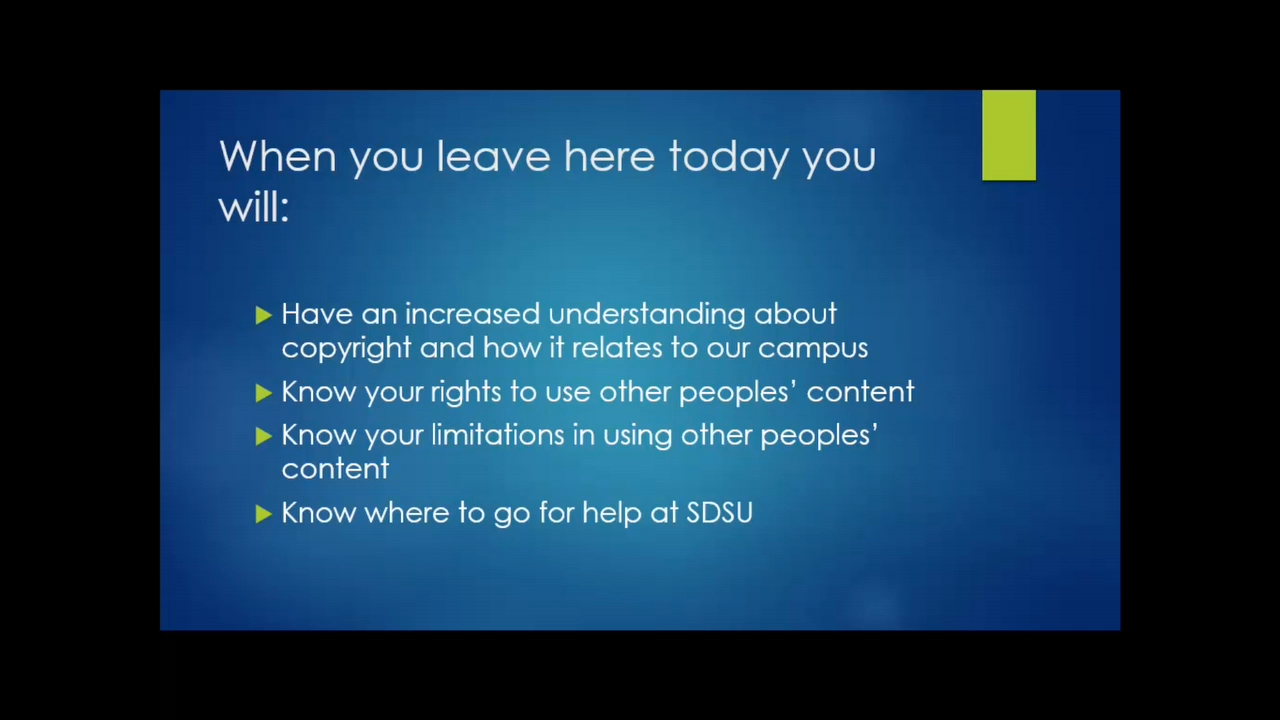 When you leave here today you
will:
Have an increased understanding about
copyright and how it relates to our campus
Know your rights to use other peoples’ content
Know your limitations in using other peoples’
content
Know where to go for help at SDSU